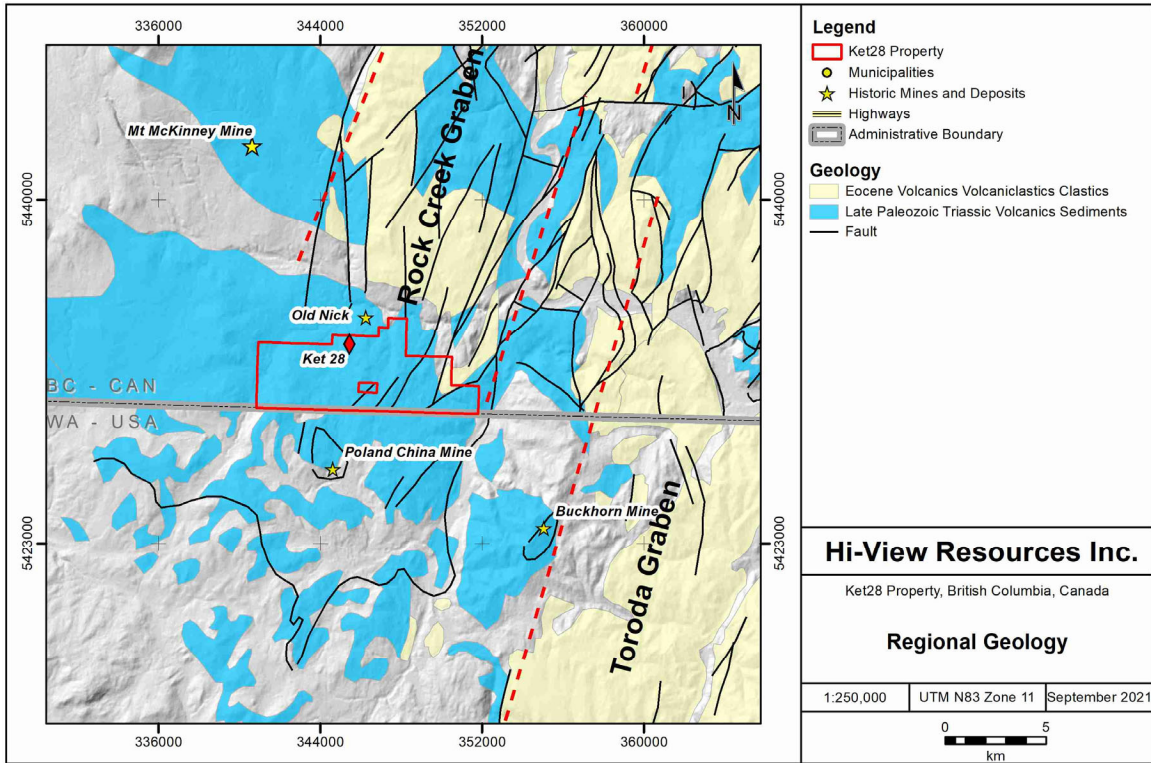 336000
344000
352000
360000
5440000
5423000
Mt McKinney Mine
Rock Creek Graben
N
5440000
Old Nick
Ket 28
BC - CAN
WA - USA
Poland China Mine
Buckhorn Mine
Toroda Graben
5423000
336000
344000
352000
360000
Legend
Ket28 Property
Municipalities
Historic Mines and Deposits
Highways
Administrative Boundary
Geology
Eocene Volcanics Volcaniclastics Clastics
Late Paleozoic Triassic Volcanics Sediments
Fault
Hi-View Resources Inc.
Ket28 Property, British Columbia, Canada
Regional Geology
1:250,000
UTM N83 Zone 11
September 2021
0 5
km